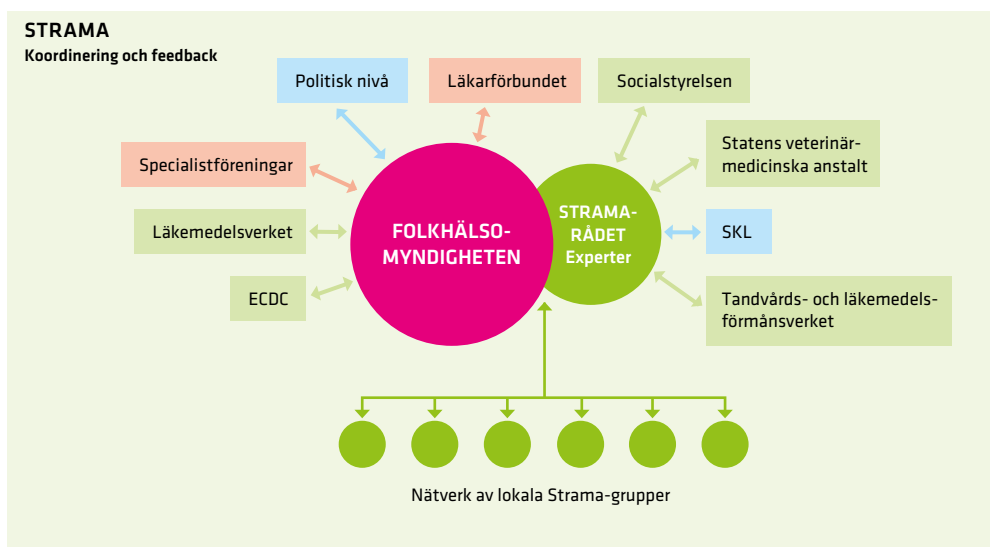 STRAMA
Koordinering och feedback
Politisk nivå
Läkarförbundet
Socialstyrelsen
Specialistföreningar
Statens veterinär-
medicinska anstalt
Läkemedelsverket
FOLKHÄLSO-
MYNDIGHETEN
STRAMA-
RÅDET
Experter
SKL
ECDC
Tandvårds- och läkemedels-
förmånsverket
Nätverk av lokala Strama-grupper